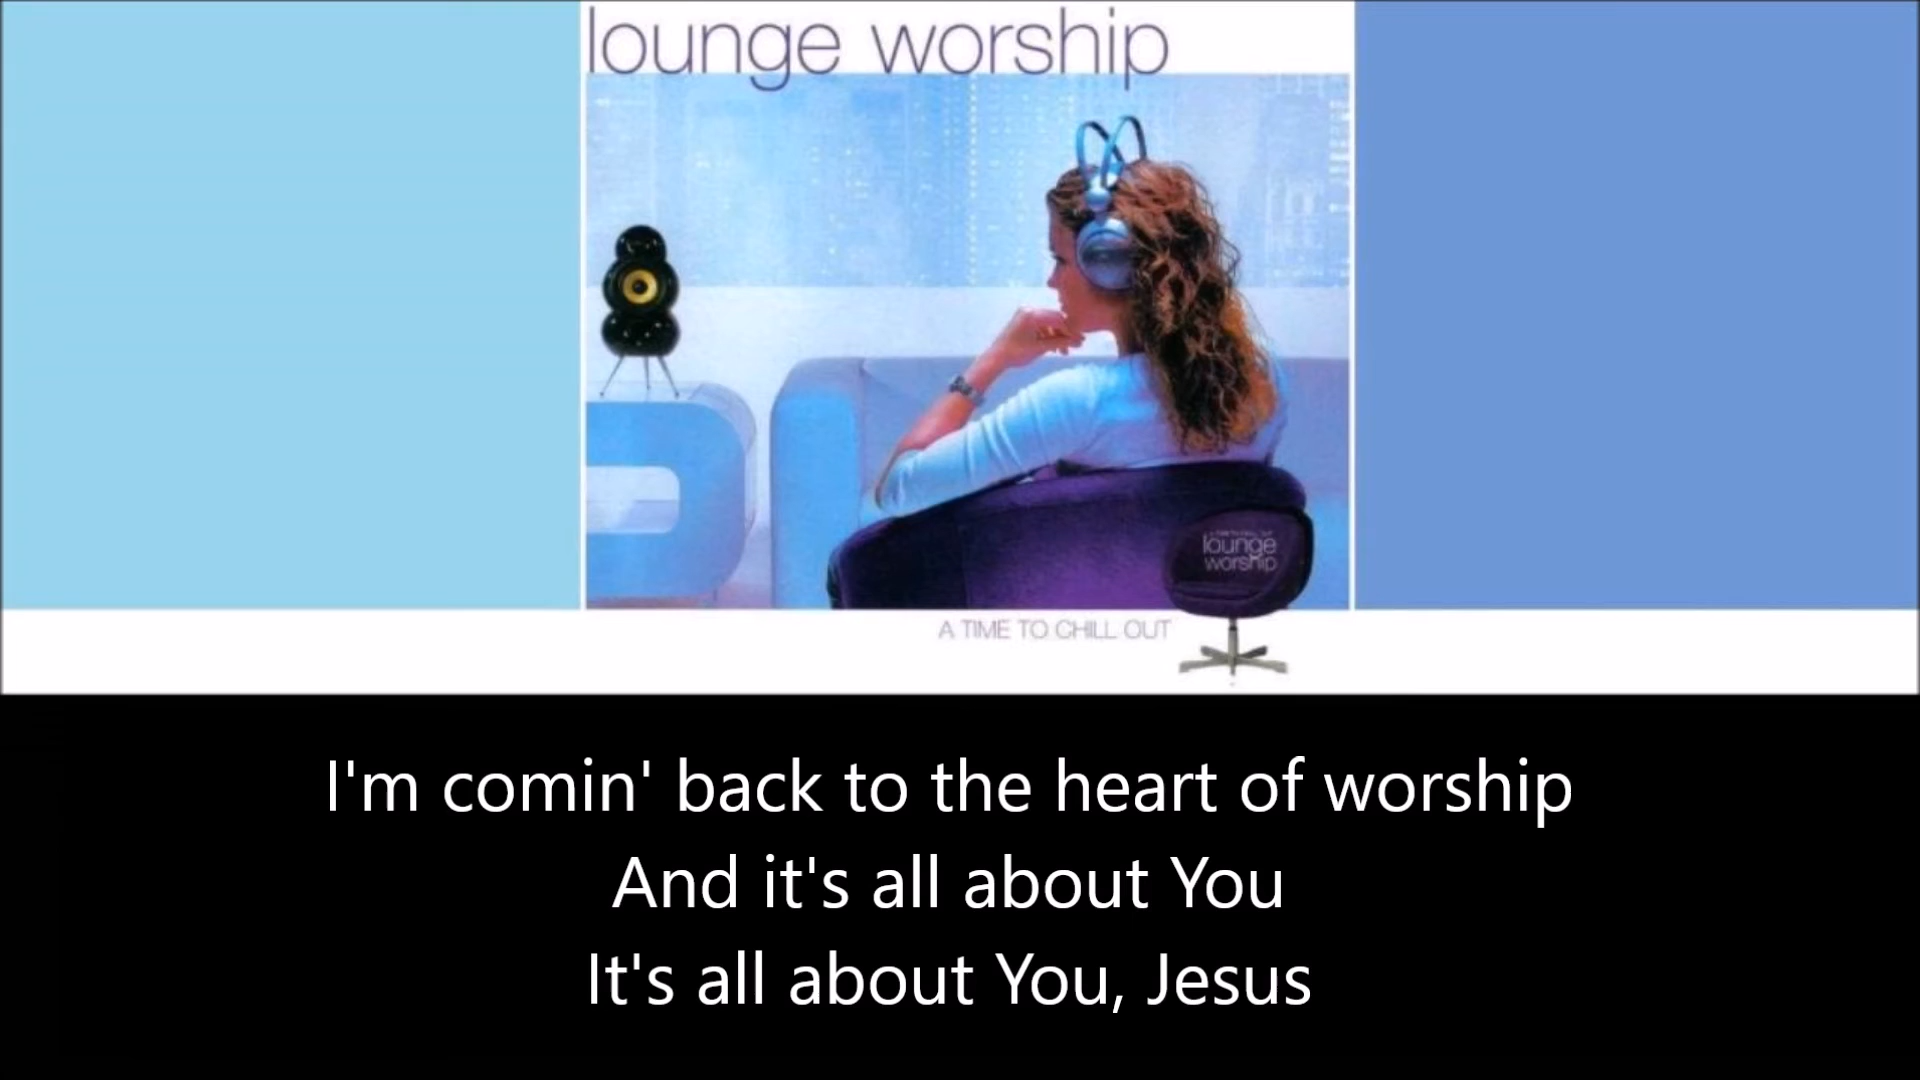 lounge worship
lounge
worship
A TIME TO CHILL OUT
I'm comin' back to the heart of worship
And it's all about You
It's all about You, Jesus